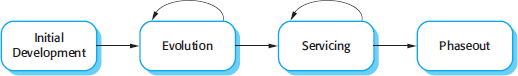 Initial
Development
Evolution
Servicing
Phaseout